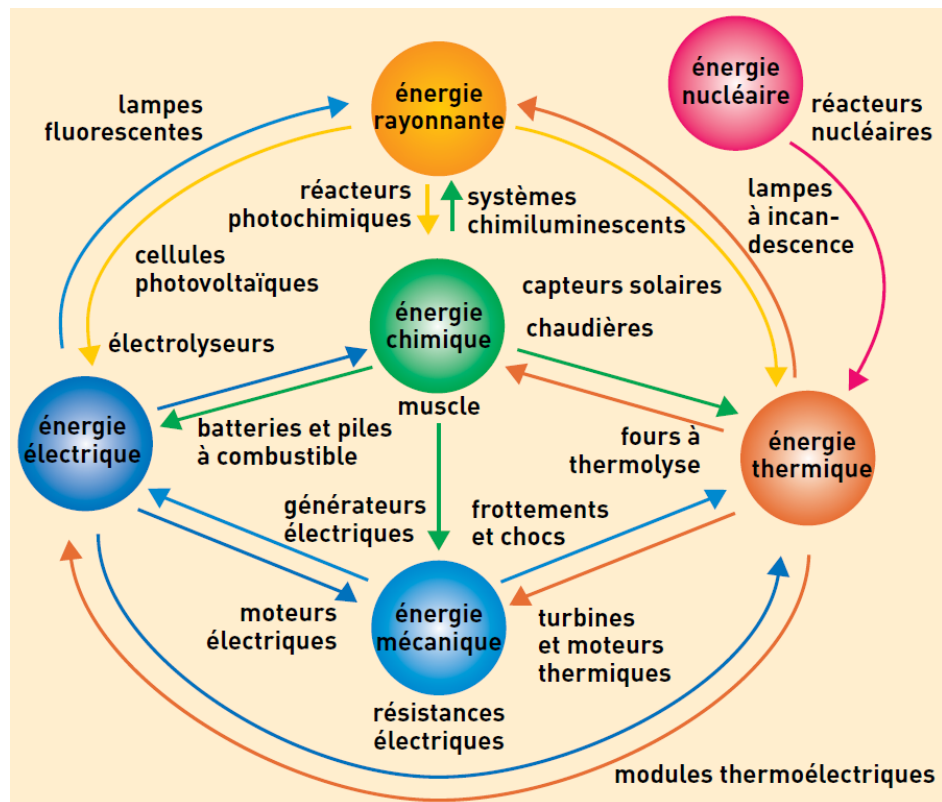 énergie
rayonnante
énergie
nucléaire
lampes
fluorescentes
réacteurs
nucléaires
réacteurs
photochimiques
systèmes
chimiluminescents
lampes
à incan-
descence
cellules
photovoltaïques
capteurs solaires
énergie
chimique
chaudières
électrolyseurs
muscle
énergie
électrique
batteries et piles
à combustible
fours à
thermolyse
énergie
thermique
générateurs
électriques
frottements
et chocs
moteurs
électriques
énergie
mécanique
turbines
et moteurs
thermiques
résistances
électriques
modules thermoélectriques